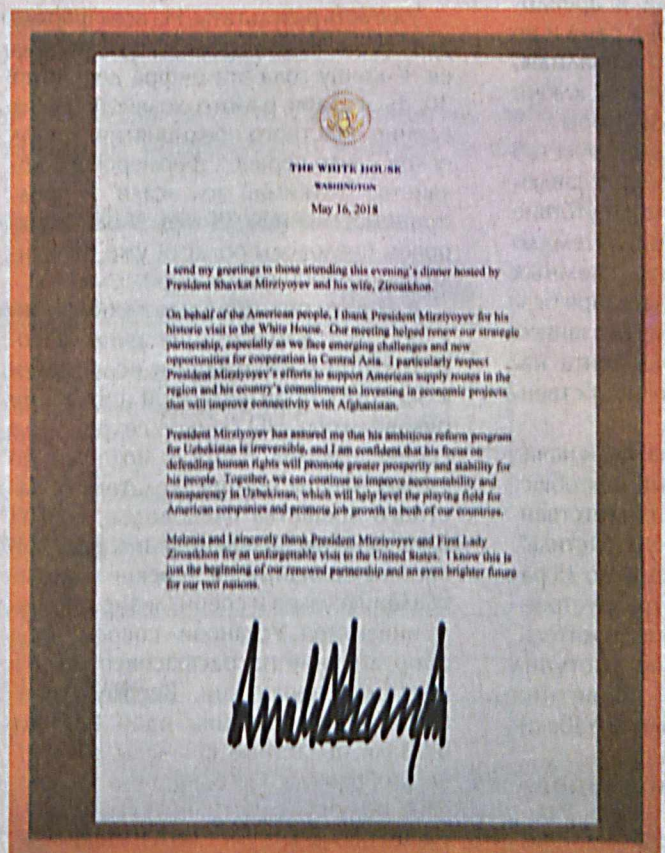 THE WHITE HOUSE
WASHINGTON
May 16, 2018
I send my greetings to those attending this evening's dinner hosted by
President Shavkat Mirziyoyev and his wife, Ziroatkhon.
On behalf of the American people, I thank President Mirziyoyev for his
historic visit to the White House. Our meeting helped renew our strategic
partnership, especially as we face emerging challenges and new
opportunities for cooperation in Central Asia. I particularly respect
President Mirziyoyev's efforts to support American supply routes in the
region and his country's commitment to investing in economic projects
that will improve connectivity with Afghanistan.
President Mirziyoyev has assured me that his ambitious reform program
for Uzbekistan is irreversible, and I am confident that his focus on
defending human rights will promote greater prosperity and stability for
his people. Together, we can continue to improve accountability and
transparency in Uzbekistan, which will help level the playing field for
American companies and promote job growth in both of our countries.
Melania and I sincerely thank President Mirziyoyev and First Lady
Ziroatkhon for an unforgettable visit to the United States. I know this is
just the beginning of our renewed partnership and an even brighter future
for our two nations.